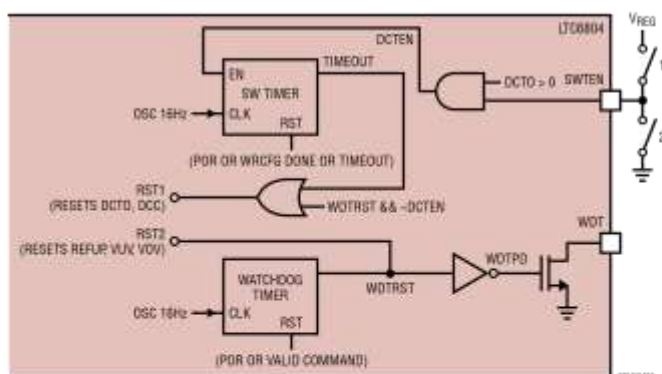 LTC6804
VREG
DCTEN
TIMEOUT
1
EN
SW TIMER
DCTO > 0
SWTEN
OSC 16Hz
CLK
RST
2
(POR OR WRCFG DONE OR TIMEOUT)
RST1
(RESETS DCTO, DCC)
WDTRST && ~DCTEN
RST2
(RESETS REFUP, VUV, VOV)
WDT
WATCHDOG
TIMER
WDTRST
WDTPD
OSC 16Hz
CLK
RST
(POR OR VALID COMMAND)